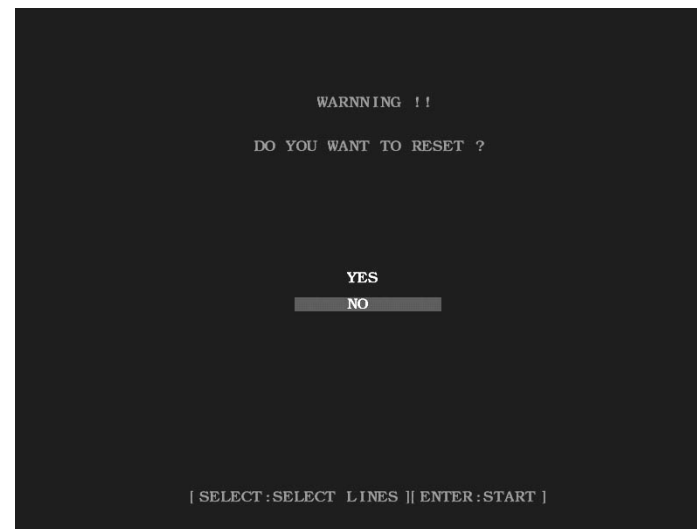 WARNNING !!
DO YOU WANT TO RESET ?
YES
NO
[ SELECT:SELECT LINES ][ ENTER:START ]